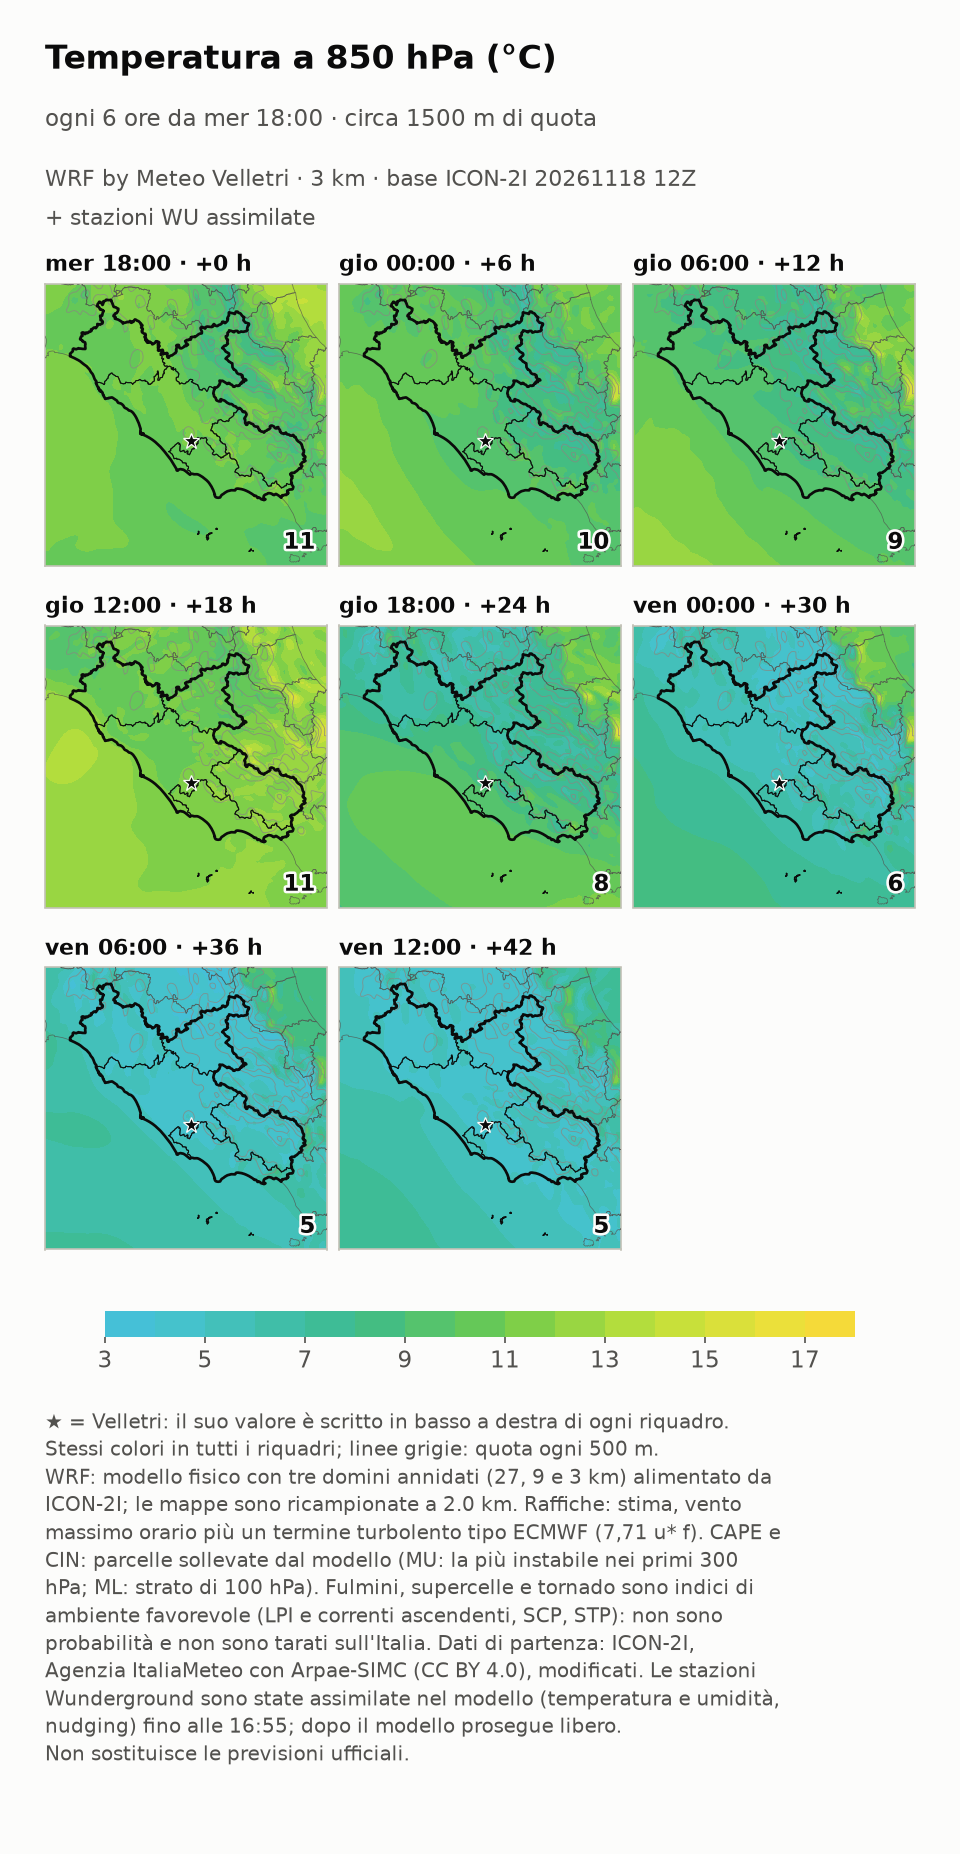 Temperatura a 850 hPa (°C)
ogni 6 ore da mer 18:00 · circa 1500 m di quota
WRF by Meteo Velletri · 3 km · base ICON-2I 20261118 12Z
+ stazioni WU assimilate
mer 18:00 · +0 h
gio 00:00 · +6 h
gio 06:00 · +12 h
11
10
9
gio 12:00 · +18 h
gio 18:00 · +24 h
ven 00:00 · +30 h
11
8
6
ven 06:00 · +36 h
ven 12:00 · +42 h
5
5
3 5 7 9 11 13 15 17
★ = Velletri: il suo valore è scritto in basso a destra di ogni riquadro.
Stessi colori in tutti i riquadri; linee grigie: quota ogni 500 m.
WRF: modello fisico con tre domini annidati (27, 9 e 3 km) alimentato da
ICON-2I; le mappe sono ricampionate a 2.0 km. Raffiche: stima, vento
massimo orario più un termine turbolento tipo ECMWF (7,71 u* f). CAPE e
CIN: parcelle sollevate dal modello (MU: la più instabile nei primi 300
hPa; ML: strato di 100 hPa). Fulmini, supercelle e tornado sono indici di
ambiente favorevole (LPI e correnti ascendenti, SCP, STP): non sono
probabilità e non sono tarati sull'Italia. Dati di partenza: ICON-2I,
Agenzia ItaliaMeteo con Arpae-SIMC (CC BY 4.0), modificati. Le stazioni
Wunderground sono state assimilate nel modello (temperatura e umidità,
nudging) fino alle 16:55; dopo il modello prosegue libero.
Non sostituisce le previsioni ufficiali.